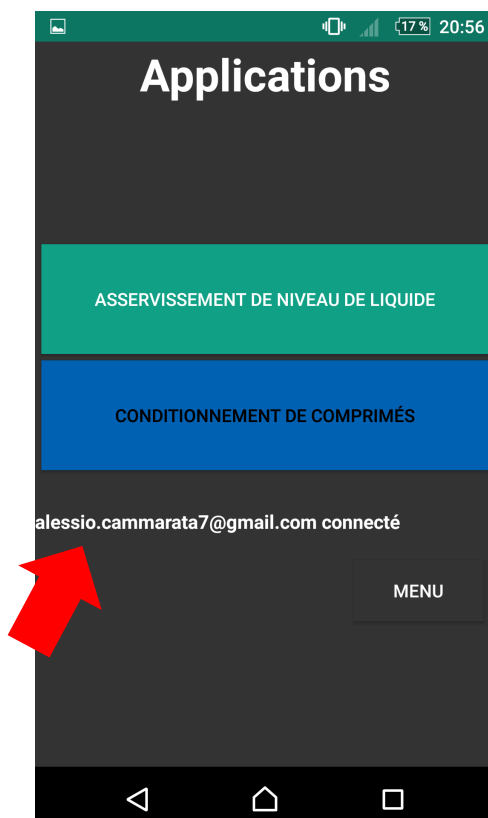 17% 20:56
Applications
ASSERVISSEMENT DE NIVEAU DE LIQUIDE
CONDITIONNEMENT DE COMPRIMÉS
alessio.cammarata7@gmail.com connecté
MENU